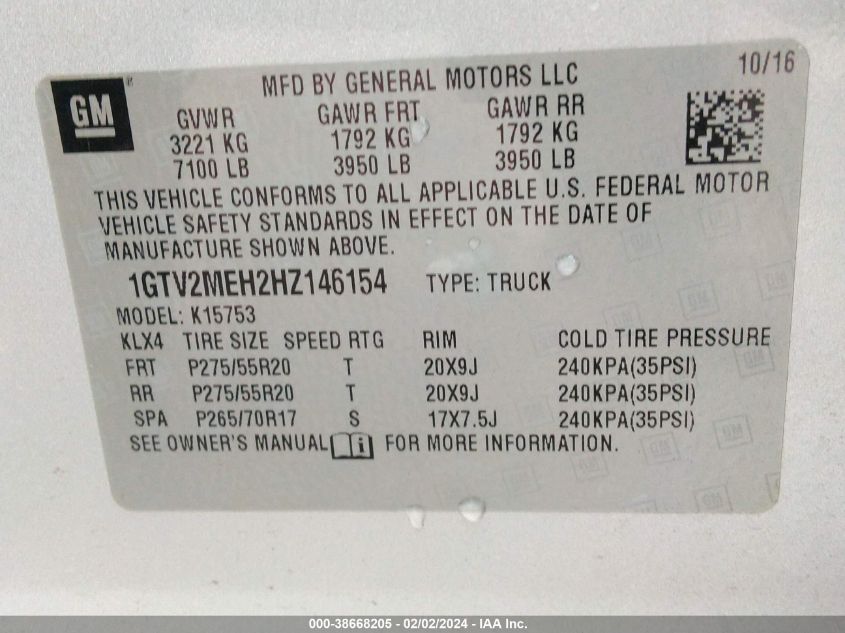 MFD BY GENERAL MOTORS LLC 10/16
GM
GVWR GAWR FRT GAWR RR
3221 KG 1792 KG 1792 KG
7100 LB 3950 LB 3950 LB
THIS VEHICLE CONFORMS TO ALL APPLICABLE U.S. FEDERAL MOTOR
VEHICLE SAFETY STANDARDS IN EFFECT ON THE DATE OF
MANUFACTURE SHOWN ABOVE.
1GTV2MEH2HZ146154 TYPE: TRUCK
MODEL: K15753
KLX4 TIRE SIZE SPEED RTG RIM COLD TIRE PRESSURE
FRT P275/55R20 T 20X9J 240KPA(35PSI)
RR P275/55R20 T 20X9J 240KPA(35PSI)
SPA P265/70R17 S 17X7.5J 240KPA(35PSI)
SEE OWNER'S MANUAL i FOR MORE INFORMATION.
000-38668205 - 02/02/2024 - IAA Inc.